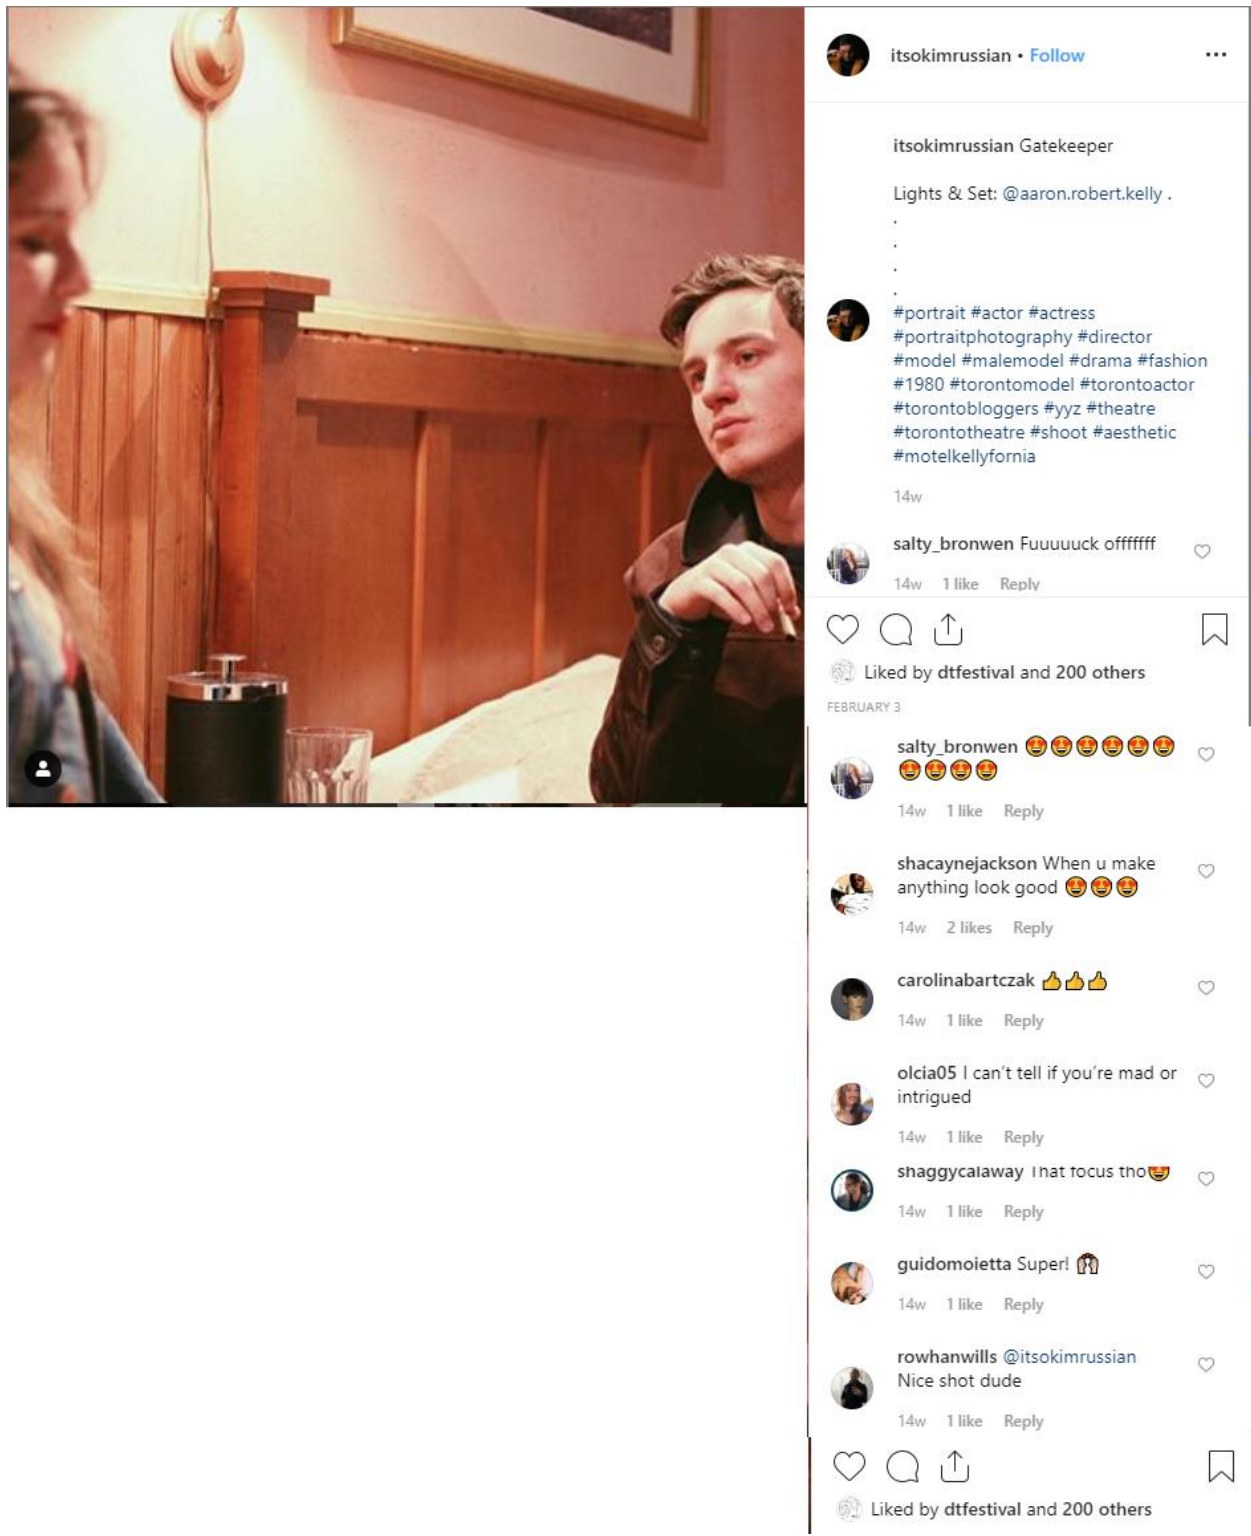 itsokimrussian • Follow
itsokimrussian Gatekeeper
Lights & Set: @aaron.robert.kelly .
.
.
.
.
#portrait #actor #actress
#portraitphotography #director
#model #malemodel #drama #fashion
#1980 #torontomodel #torontoactor
#torontobloggers #yyz #theatre
#torontotheatre #shoot #aesthetic
#motelkellyfornia
14w
salty_bronwen Fuuuuuck offfffff
14w 1 like Reply
Liked by dtfestival and 200 others
FEBRUARY 3
salty_bronwen 😍😍😍😍😍😍
😍😍😍😍
14w 1 like Reply
shacaynejackson When u make
anything look good 😍😍😍
14w 2 likes Reply
carolinabartczak 👍👍👍
14w 1 like Reply
olcia05 I can't tell if you're mad or
intrigued
14w 1 like Reply
shaggycalaway That focus tho😍
14w 1 like Reply
guidomoietta Super! 🙌
14w 1 like Reply
rowhanwills @itsokimrussian
Nice shot dude
14w 1 like Reply
Liked by dtfestival and 200 others